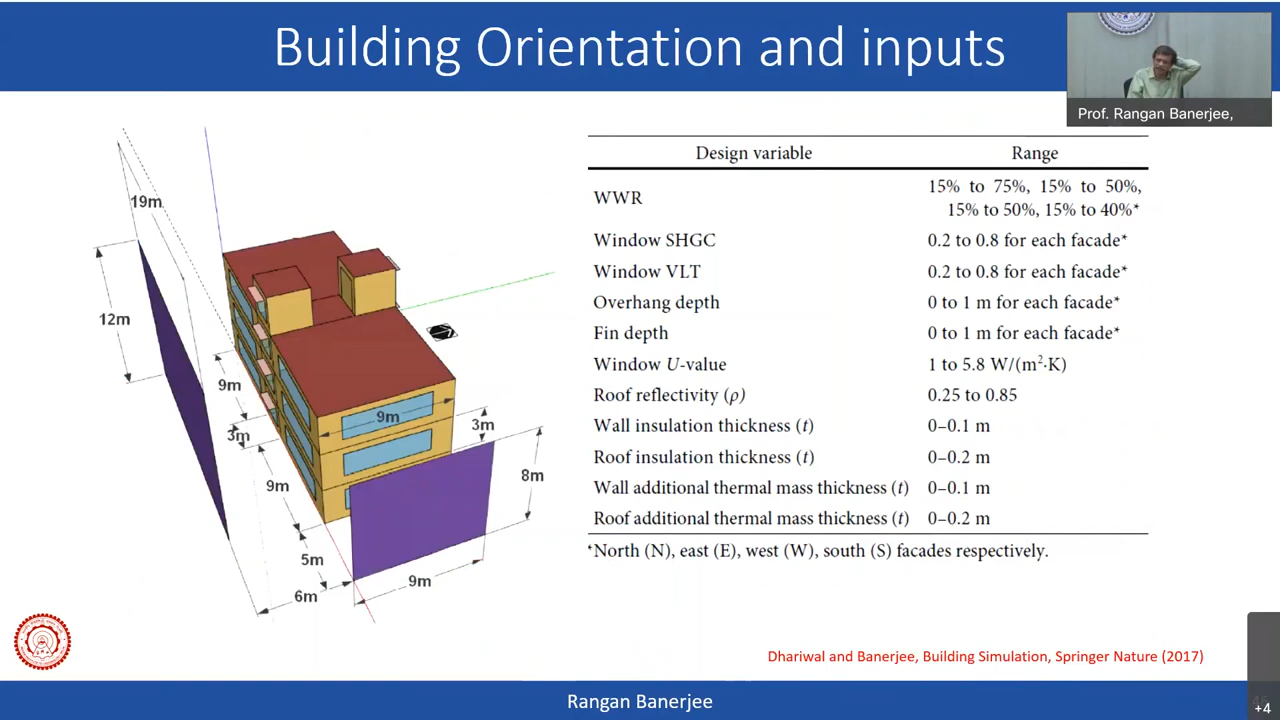 Building Orientation and inputs
Prof. Rangan Banerjee,
19m
12m
9m
3m
9m
5m
6m
9m
9m
3m
8m
Design variable Range
WWR 15% to 75%, 15% to 50%,
15% to 50%, 15% to 40%*
Window SHGC 0.2 to 0.8 for each facade*
Window VLT 0.2 to 0.8 for each facade*
Overhang depth 0 to 1 m for each facade*
Fin depth 0 to 1 m for each facade*
Window U-value 1 to 5.8 W/(m²·K)
Roof reflectivity (ρ) 0.25 to 0.85
Wall insulation thickness (t) 0–0.1 m
Roof insulation thickness (t) 0–0.2 m
Wall additional thermal mass thickness (t) 0–0.1 m
Roof additional thermal mass thickness (t) 0–0.2 m
*North (N), east (E), west (W), south (S) facades respectively.
Dhariwal and Banerjee, Building Simulation, Springer Nature (2017)
Rangan Banerjee
+4